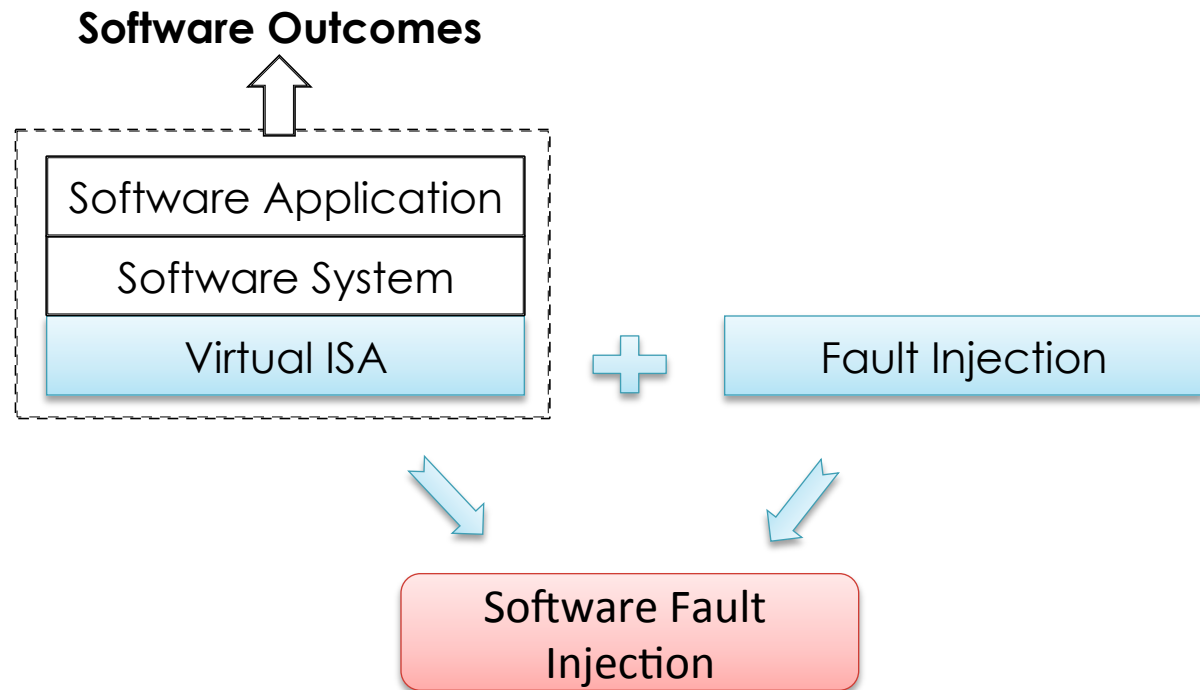 Software Outcomes
Software Application
Software System
Virtual ISA
Fault Injection
Software Fault
Injection